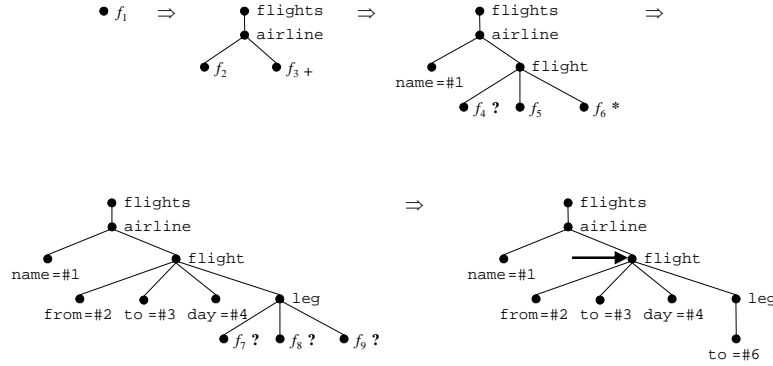 f1 ⇒ flights ⇒ flights ⇒
airline airline
f2 f3 + flight
name=#1
f4 ? f5 f6 *
flights ⇒ flights
airline airline
flight flight
name=#1 name=#1
leg leg
from=#2 to=#3 day=#4 from=#2 to=#3 day=#4
f7 ? f8 ? f9 ?
to=#6